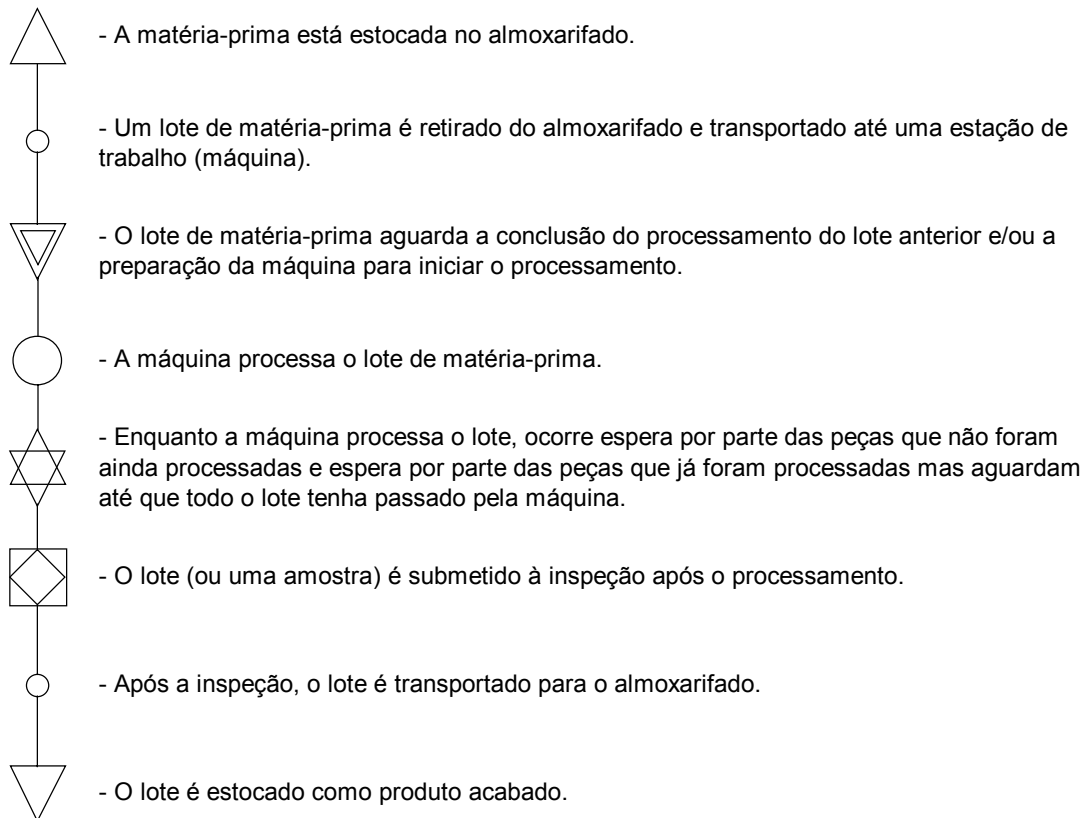 - A matéria-prima está estocada no almoxarifado.
- Um lote de matéria-prima é retirado do almoxarifado e transportado até uma estação de
trabalho (máquina).
- O lote de matéria-prima aguarda a conclusão do processamento do lote anterior e/ou a
preparação da máquina para iniciar o processamento.
- A máquina processa o lote de matéria-prima.
- Enquanto a máquina processa o lote, ocorre espera por parte das peças que não foram
ainda processadas e espera por parte das peças que já foram processadas mas aguardam
até que todo o lote tenha passado pela máquina.
- O lote (ou uma amostra) é submetido à inspeção após o processamento.
- Após a inspeção, o lote é transportado para o almoxarifado.
- O lote é estocado como produto acabado.